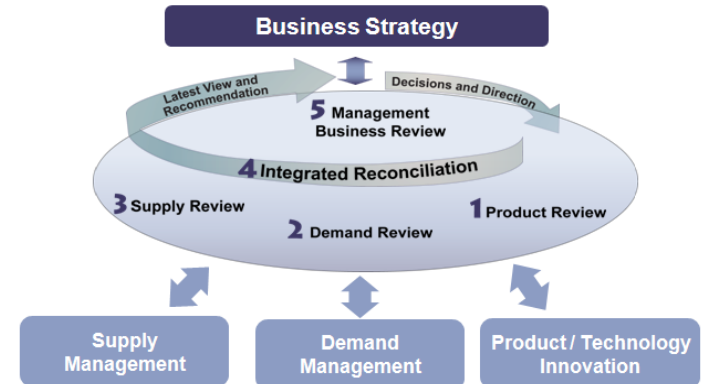 Business Strategy
Latest View and
Recommendation
Decisions and Direction
5 Management
Business Review
4 Integrated Reconciliation
3 Supply Review
2 Demand Review
1 Product Review
Supply
Management
Demand
Management
Product / Technology
Innovation